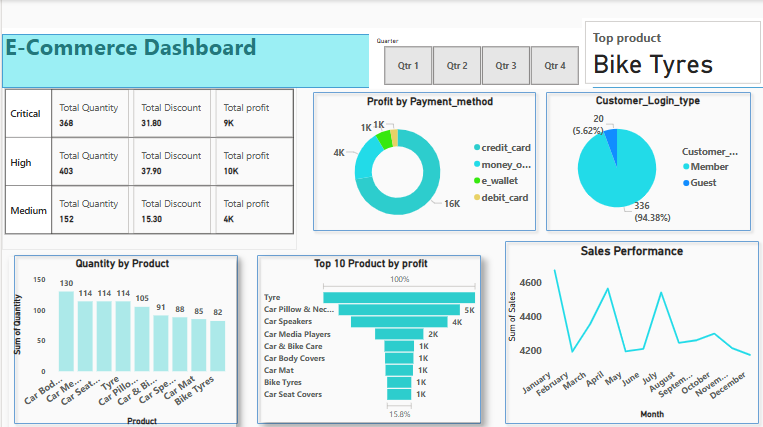 E-Commerce Dashboard
Quarter
Qtr 1 Qtr 2 Qtr 3 Qtr 4
Top product
Bike Tyres
Critical
Total Quantity
368
Total Discount
31.80
Total profit
9K
High
Total Quantity
403
Total Discount
37.90
Total profit
10K
Medium
Total Quantity
152
Total Discount
15.30
Total profit
4K
Profit by Payment_method
1K 1K
4K
16K
credit_card
money_o...
e_wallet
debit_card
Customer_Login_type
20
(5.62%)
336
(94.38%)
Customer_...
Member
Guest
Quantity by Product
Sum of Quantity
150
100
50
0
130 114 114 114 105 91 88 85 82
Car Bod... Car Me... Car Seat... Tyre Car Pillo... Car & Bi... Car Spe... Car Mat Bike Tyres
Product
Top 10 Product by profit
100%
Tyre
Car Pillow & Nec... 5K
Car Speakers 4K
Car Media Players 2K
Car & Bike Care 1K
Car Body Covers 1K
Car Mat 1K
Bike Tyres 1K
Car Seat Covers 1K
15.8%
Sales Performance
Sum of Sales
4600
4400
4200
January February March April May June July August Septem... October Novem... December
Month